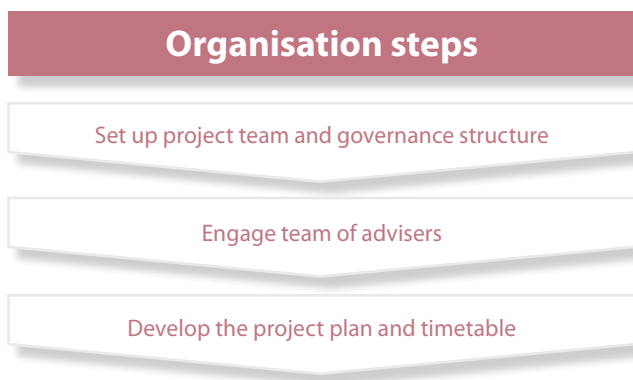 Organisation steps
Set up project team and governance structure
Engage team of advisers
Develop the project plan and timetable